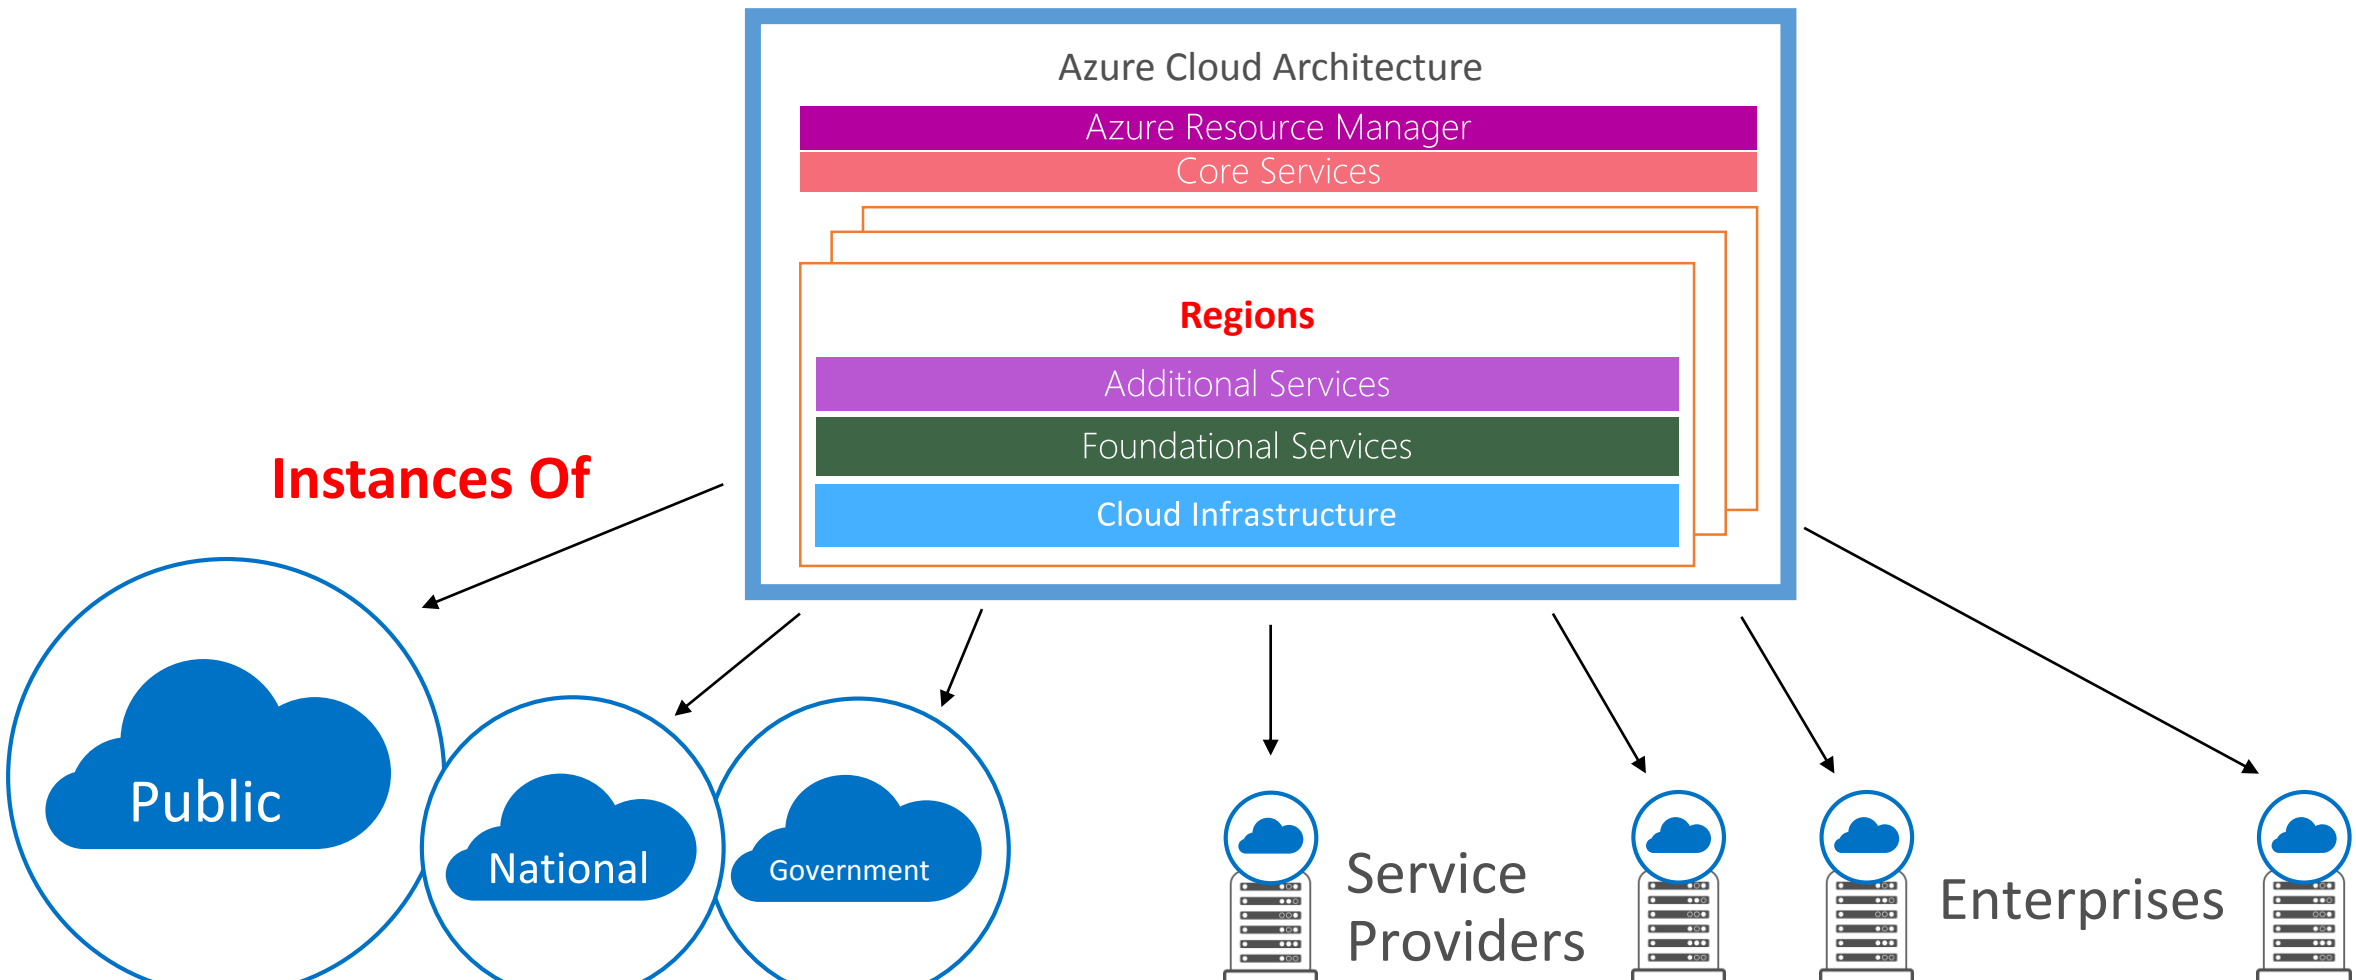 Azure Cloud Architecture
Azure Resource Manager
Core Services
Regions
Additional Services
Foundational Services
Cloud Infrastructure
Instances Of
Public
National
Government
Service
Providers
Enterprises